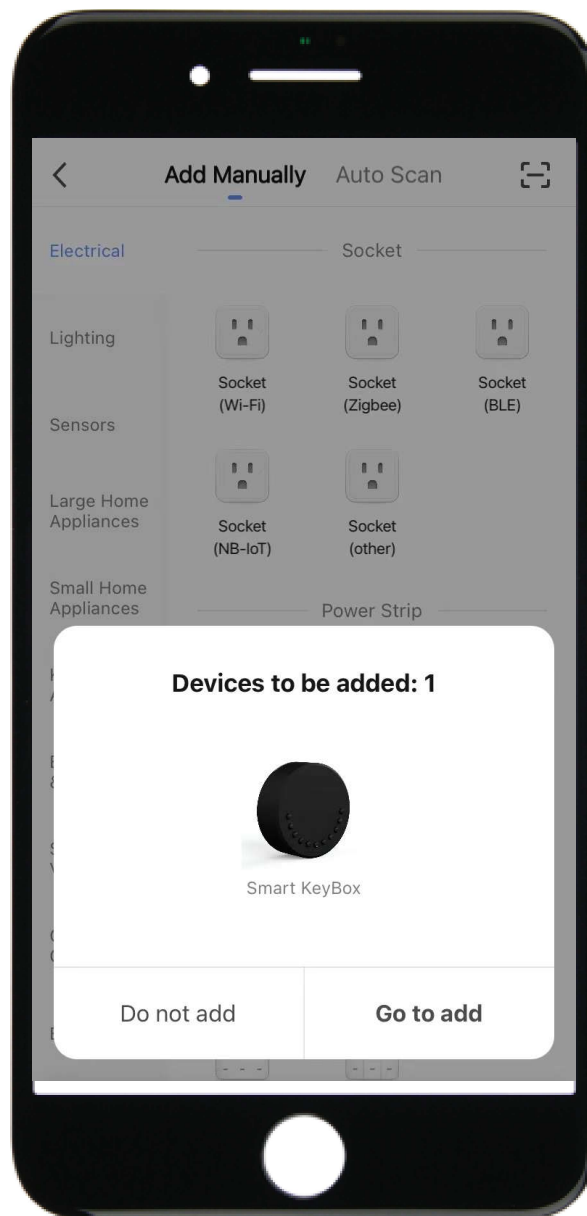 Add Manually Auto Scan
Electrical
Socket
Lighting
Socket
(Wi-Fi)
Socket
(Zigbee)
Socket
(BLE)
Sensors
Large Home
Appliances
Socket
(NB-IoT)
Socket
(other)
Small Home
Appliances
Power Strip
Devices to be added: 1
Smart KeyBox
Do not add
Go to add